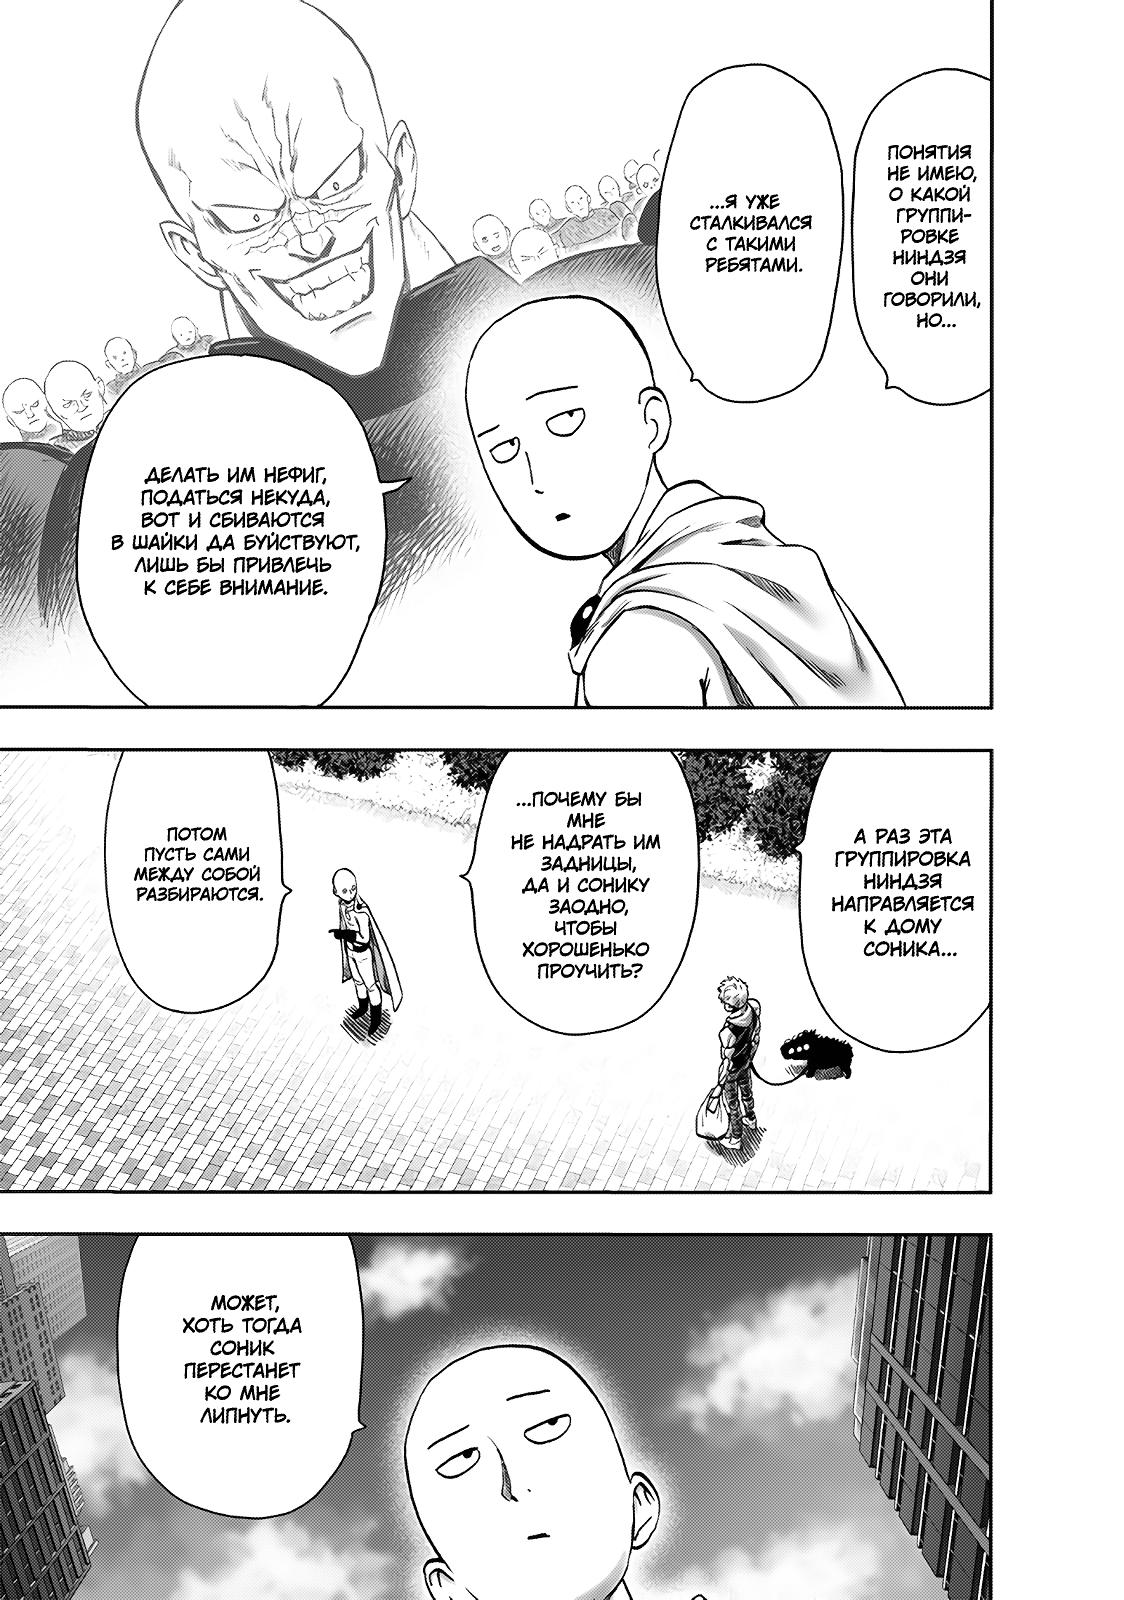 ПОНЯТИЯ
НЕ ИМЕЮ,
О КАКОЙ
ГРУППИ-
РОВКЕ
НИНДЗЯ
ОНИ
ГОВОРИЛИ,
НО...
...Я УЖЕ
СТАЛКИВАЛСЯ
С ТАКИМИ
РЕБЯТАМИ.
ДЕЛАТЬ ИМ НЕФИГ,
ПОДАТЬСЯ НЕКУДА,
ВОТ И СБИВАЮТСЯ
В ШАЙКИ ДА БУЙСТВУЮТ,
ЛИШЬ БЫ ПРИВЛЕЧЬ
К СЕБЕ ВНИМАНИЕ.
А РАЗ ЭТА
ГРУППИРОВКА
НИНДЗЯ
НАПРАВЛЯЕТСЯ
К ДОМУ
СОНИКА...
...ПОЧЕМУ БЫ
МНЕ
НЕ НАДРАТЬ ИМ
ЗАДНИЦЫ,
ДА И СОНИКУ
ЗАОДНО,
ЧТОБЫ
ХОРОШЕНЬКО
ПРОУЧИТЬ?
ПОТОМ
ПУСТЬ САМИ
МЕЖДУ СОБОЙ
РАЗБИРАЮТСЯ.
МОЖЕТ,
ХОТЬ ТОГДА
СОНИК
ПЕРЕСТАНЕТ
КО МНЕ
ЛИПНУТЬ.